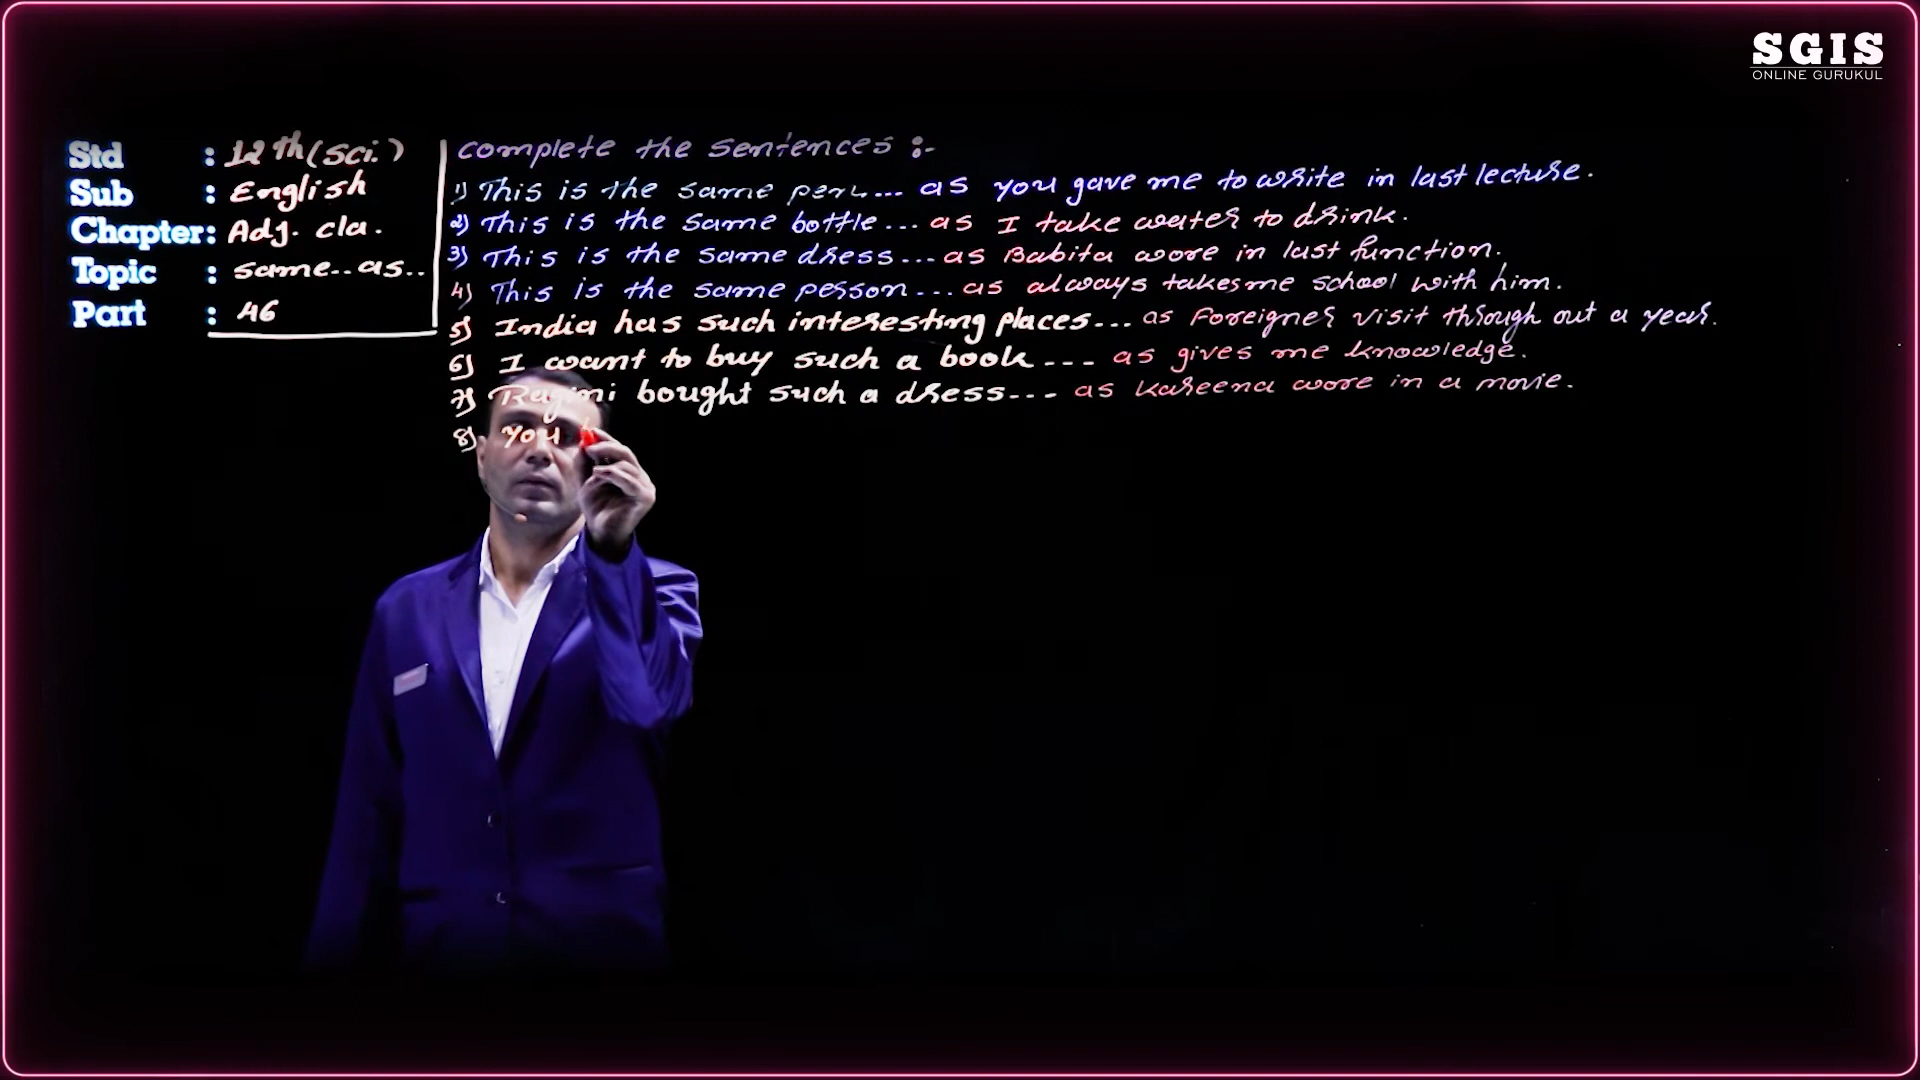 SGIS
ONLINE GURUKUL
Std : 12th (sci.)
Sub : English
Chapter: Adj. cla.
Topic : same.. as..
Part : 46
complete the sentences :-
1) This is the same pen... as you gave me to write in last lecture.
2) This is the same bottle... as I take water to drink.
3) This is the same dress... as Babita wore in last function.
4) This is the same person... as always takes me school with him.
5) India has such interesting places... as Foreigner visit through out a year.
6) I want to buy such a book --- as gives me knowledge.
7) Ragini bought such a dress--- as Kareena wore in a movie.
8) You